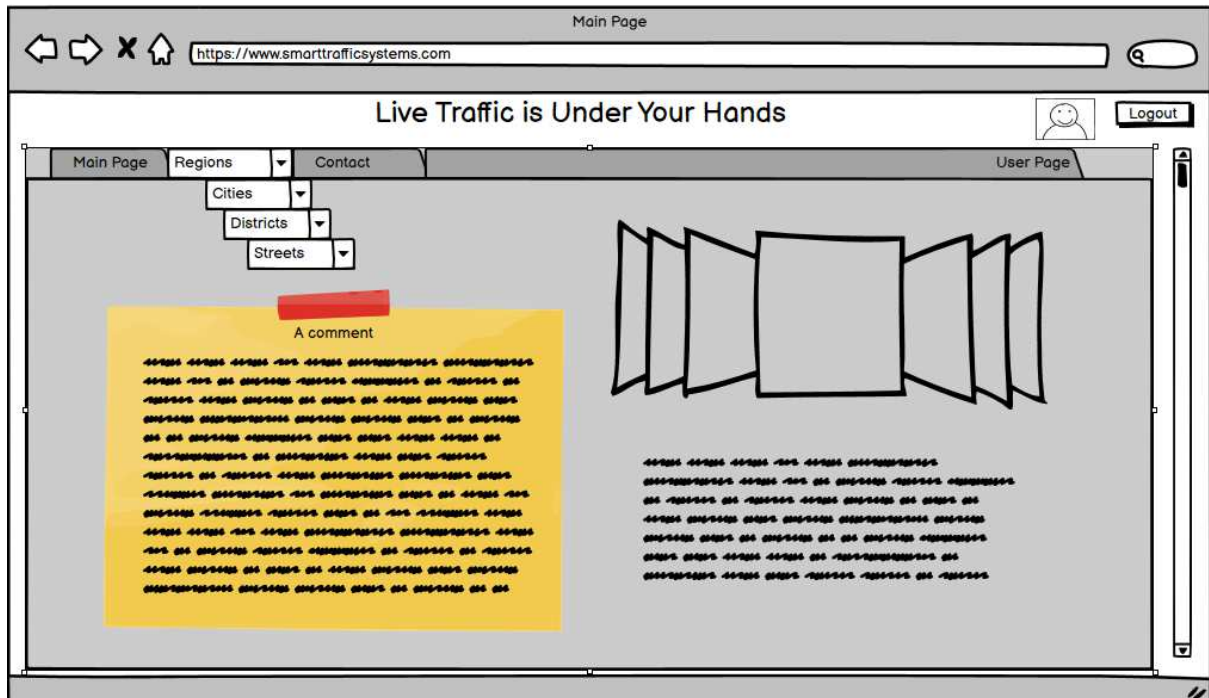 Main Page
https://www.smarttrafficsystems.com
Live Traffic is Under Your Hands
Logout
Main Page Regions Contact User Page
Cities
Districts
Streets
A comment